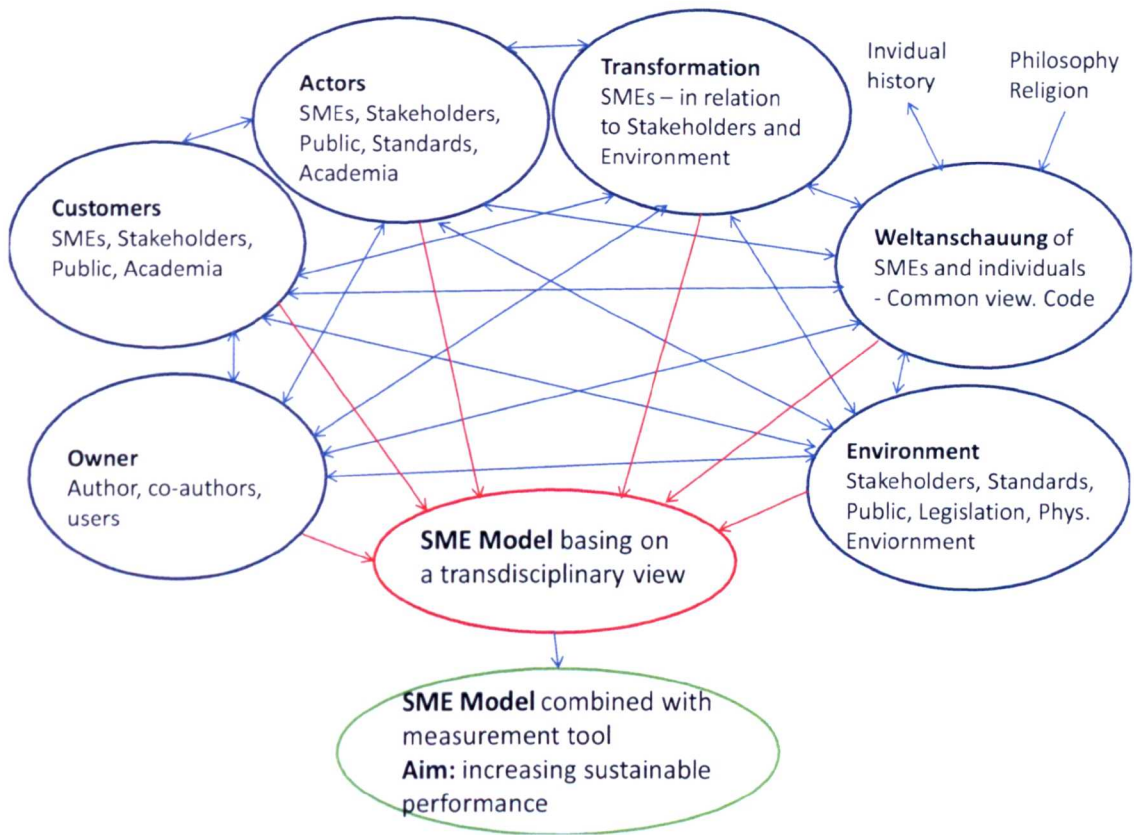 Actors
SMEs, Stakeholders,
Public, Standards,
Academia
Transformation
SMEs – in relation
to Stakeholders and
Environment
Invidual
history
Philosophy
Religion
Customers
SMEs, Stakeholders,
Public, Academia
Weltanschauung of
SMEs and individuals
- Common view. Code
Owner
Author, co-authors,
users
Environment
Stakeholders, Standards,
Public, Legislation, Phys.
Enviornment
SME Model basing on
a transdisciplinary view
SME Model combined with
measurement tool
Aim: increasing sustainable
performance